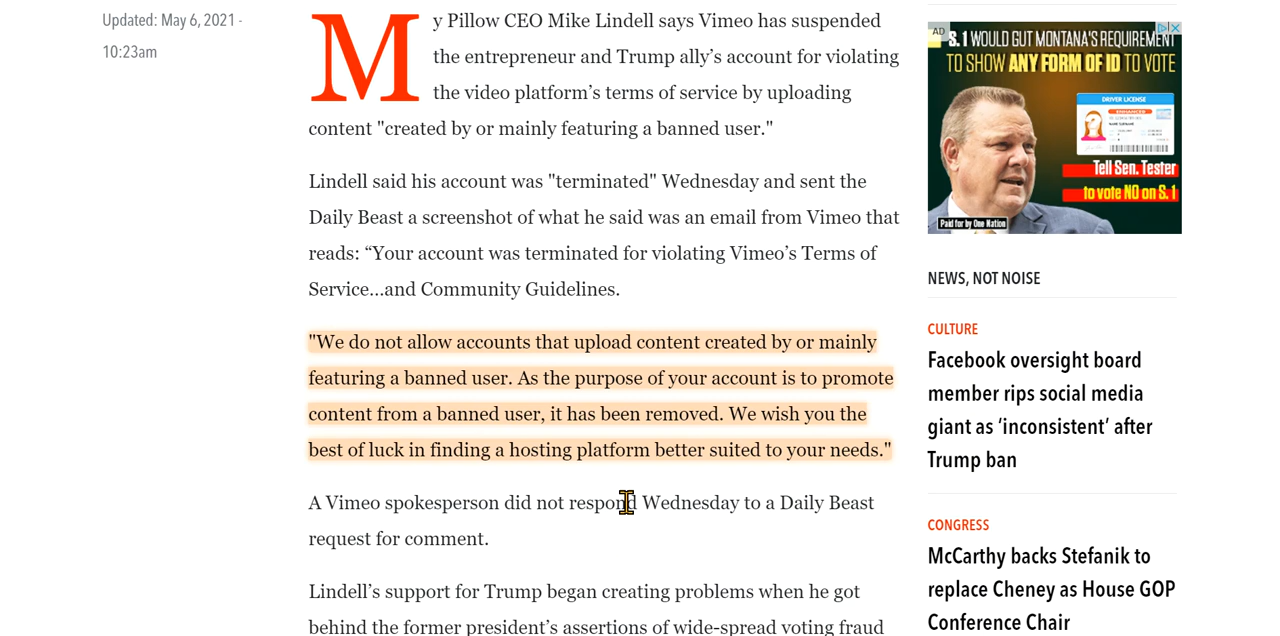 Updated: May 6, 2021 -
10:23am
My Pillow CEO Mike Lindell says Vimeo has suspended
the entrepreneur and Trump ally’s account for violating
the video platform’s terms of service by uploading
content "created by or mainly featuring a banned user."
Lindell said his account was "terminated" Wednesday and sent the
Daily Beast a screenshot of what he said was an email from Vimeo that
reads: “Your account was terminated for violating Vimeo’s Terms of
Service...and Community Guidelines.
"We do not allow accounts that upload content created by or mainly
featuring a banned user. As the purpose of your account is to promote
content from a banned user, it has been removed. We wish you the
best of luck in finding a hosting platform better suited to your needs."
A Vimeo spokesperson did not respond Wednesday to a Daily Beast
request for comment.
Lindell’s support for Trump began creating problems when he got
behind the former president’s assertions of wide-spread voting fraud
AD
S.1 WOULD GUT MONTANA'S REQUIREMENT
TO SHOW ANY FORM OF ID TO VOTE
DRIVER LICENSE
Tell Sen. Tester
to vote NO on S. 1
Paid for by One Nation
NEWS, NOT NOISE
CULTURE
Facebook oversight board
member rips social media
giant as ‘inconsistent’ after
Trump ban
CONGRESS
McCarthy backs Stefanik to
replace Cheney as House GOP
Conference Chair